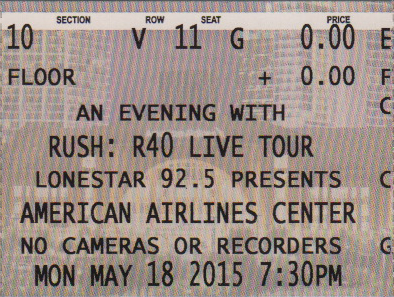 SECTION ROW SEAT PRICE
10 V 11 G 0.00 E
FLOOR + 0.00 F
AN EVENING WITH C
RUSH: R40 LIVE TOUR
LONESTAR 92.5 PRESENTS C
AMERICAN AIRLINES CENTER
NO CAMERAS OR RECORDERS G
MON MAY 18 2015 7:30PM